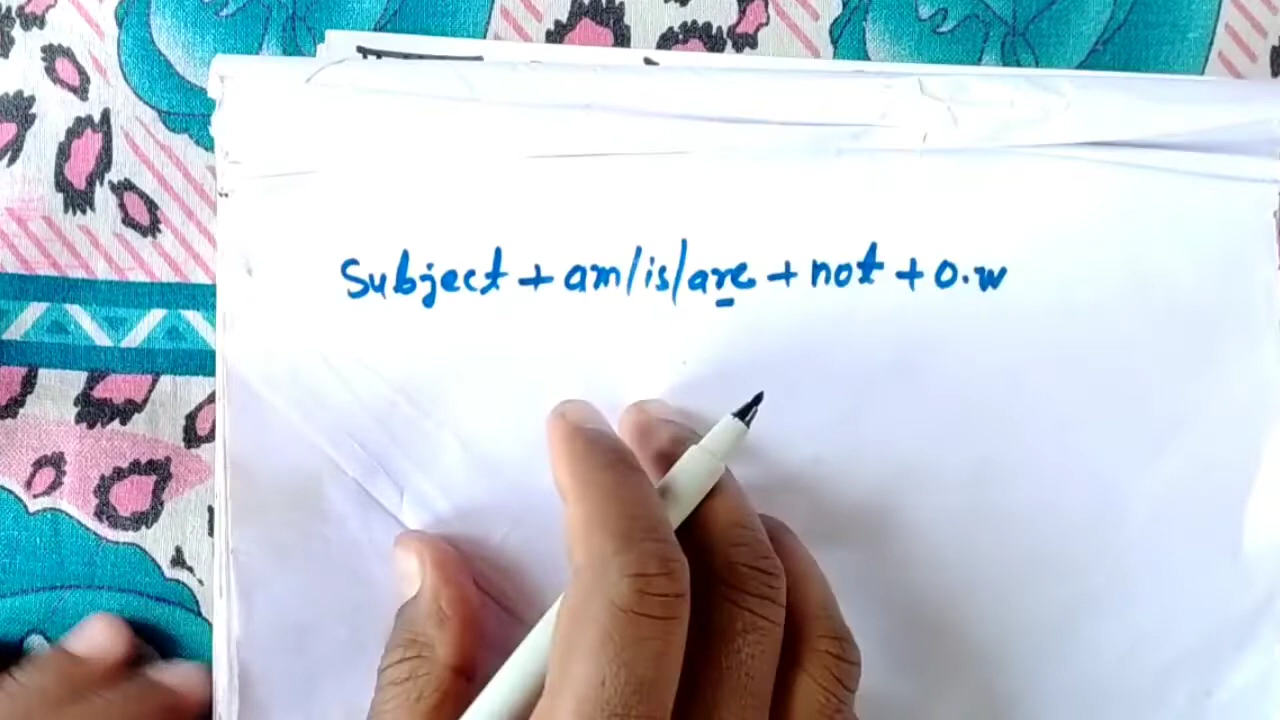 Subject + am/is/are + not + o.w